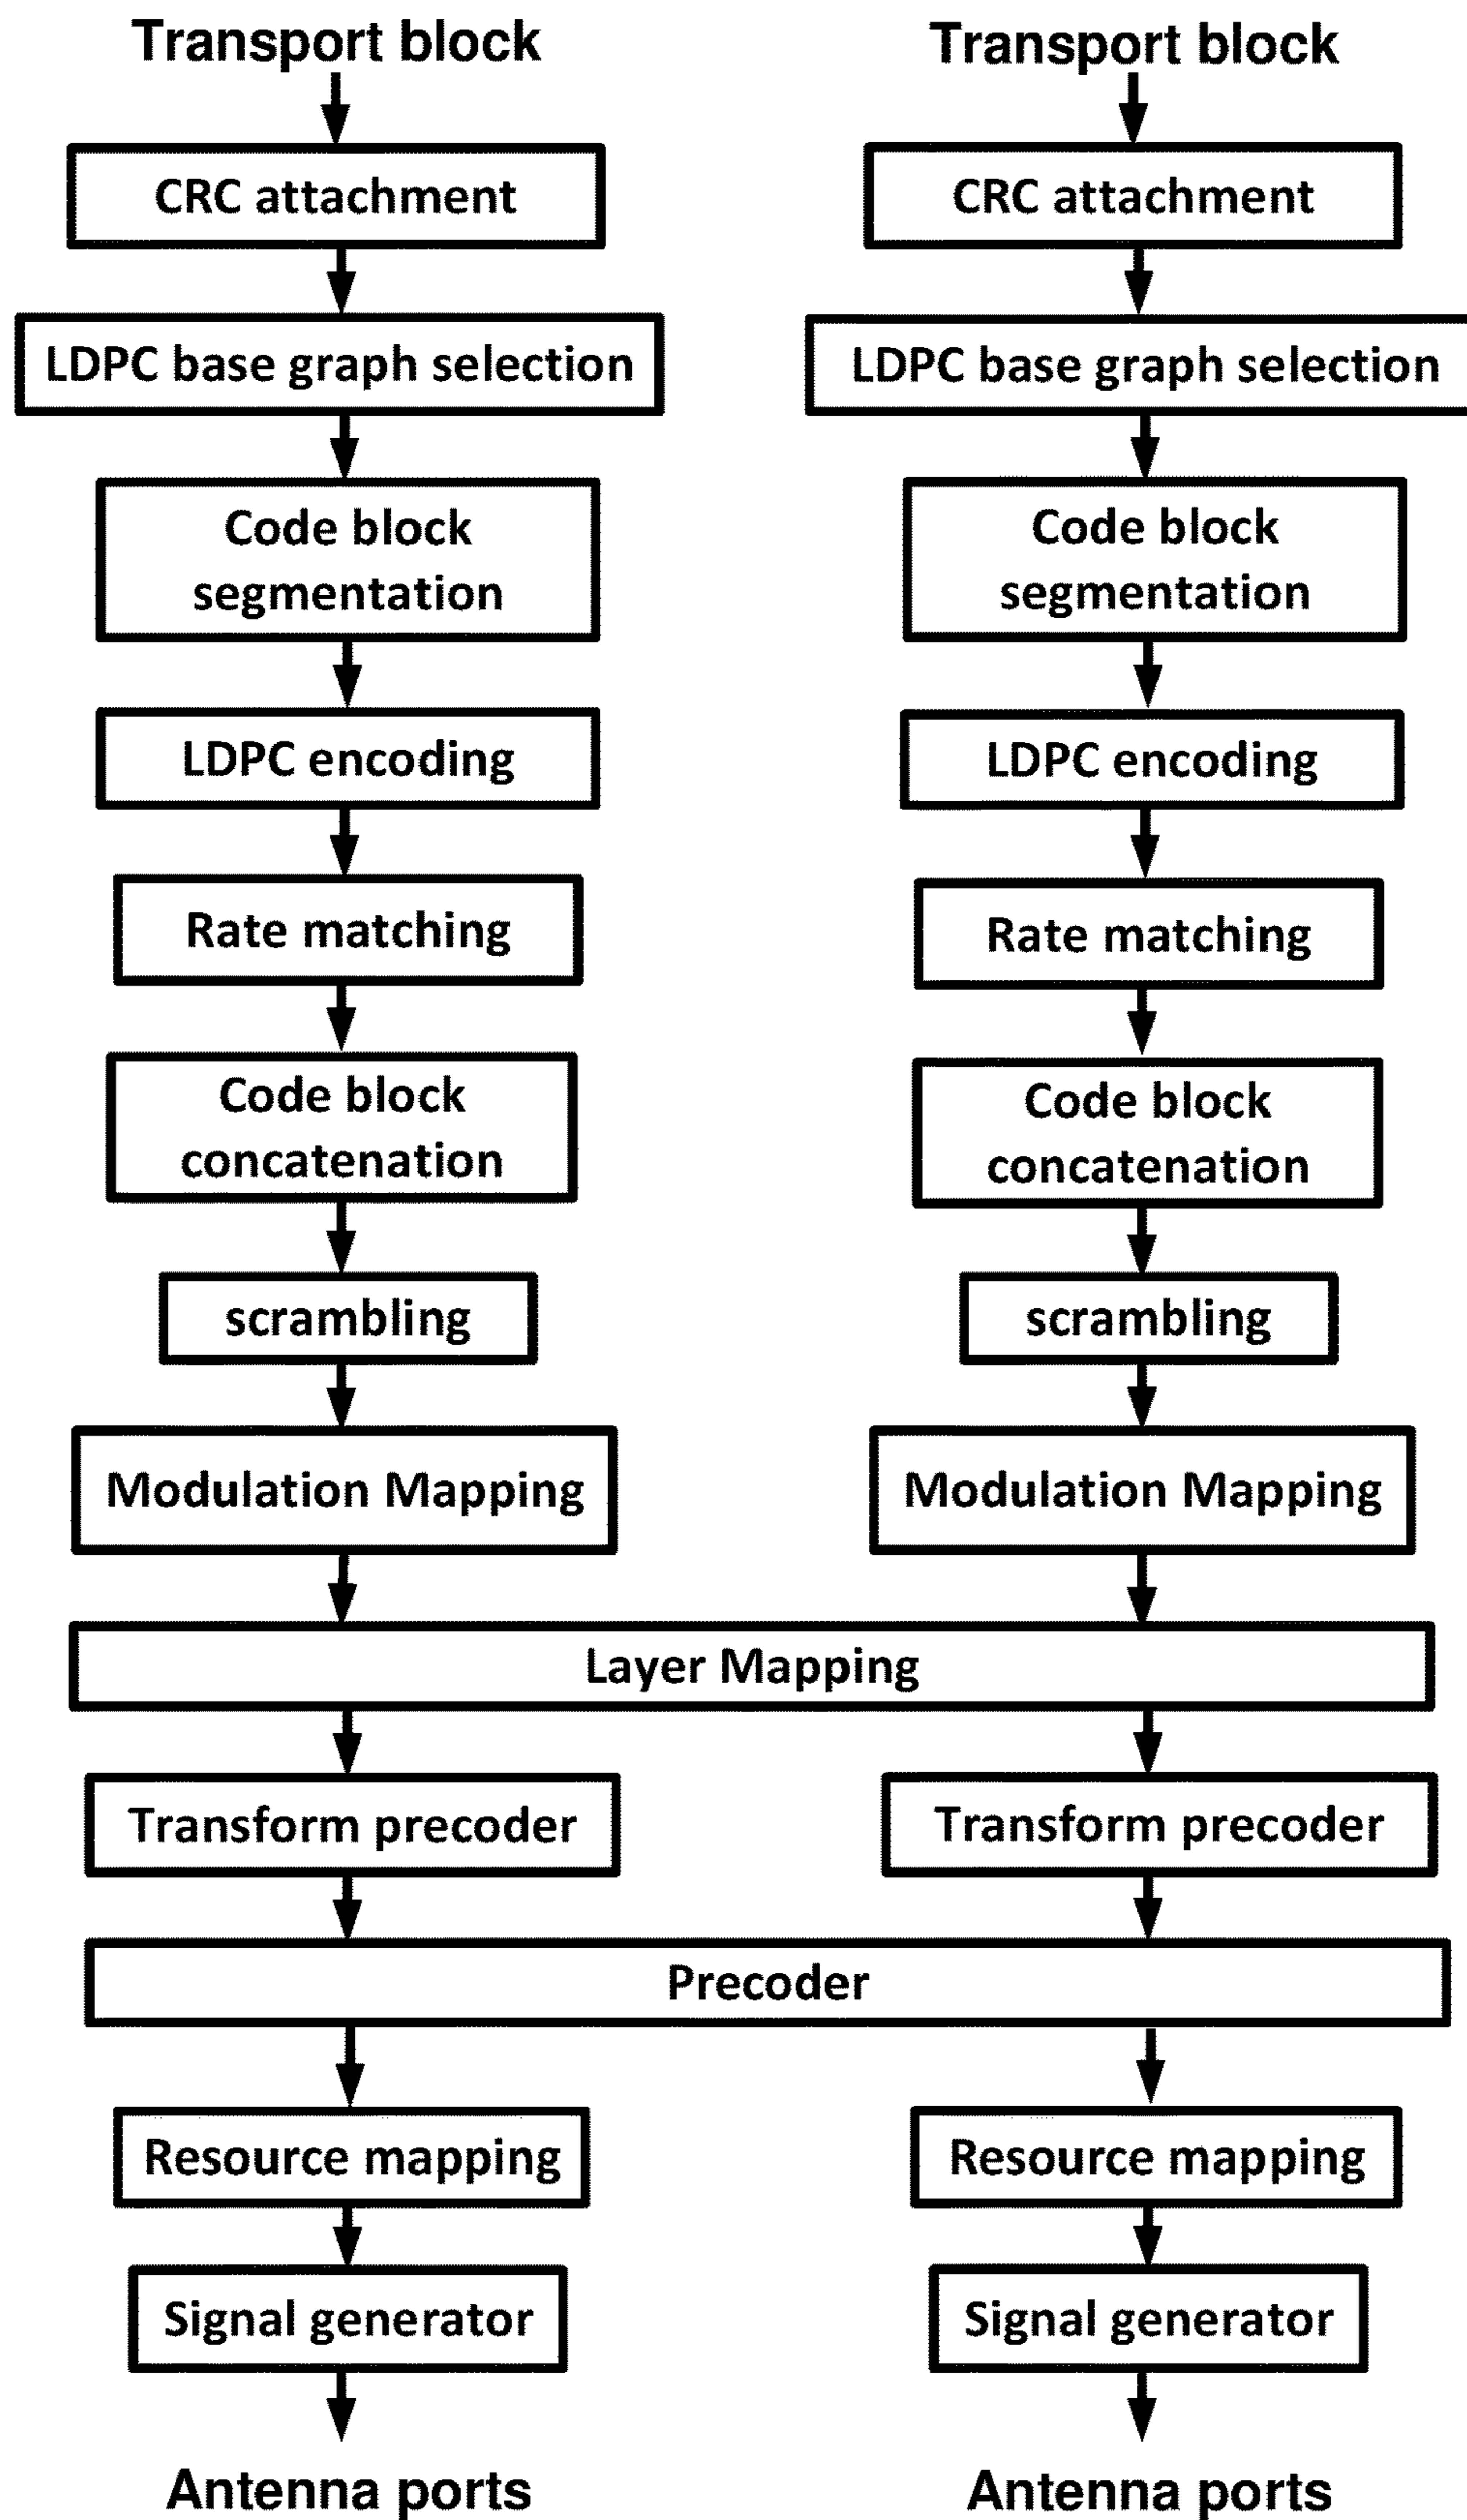 Transport block
Transport block
CRC attachment
CRC attachment
LDPC base graph selection
LDPC base graph selection
Code block
segmentation
Code block
segmentation
LDPC encoding
LDPC encoding
Rate matching
Rate matching
Code block
concatenation
Code block
concatenation
scrambling
scrambling
Modulation Mapping
Modulation Mapping
Layer Mapping
Transform precoder
Transform precoder
Precoder
Resource mapping
Resource mapping
Signal generator
Signal generator
Antenna ports
Antenna ports